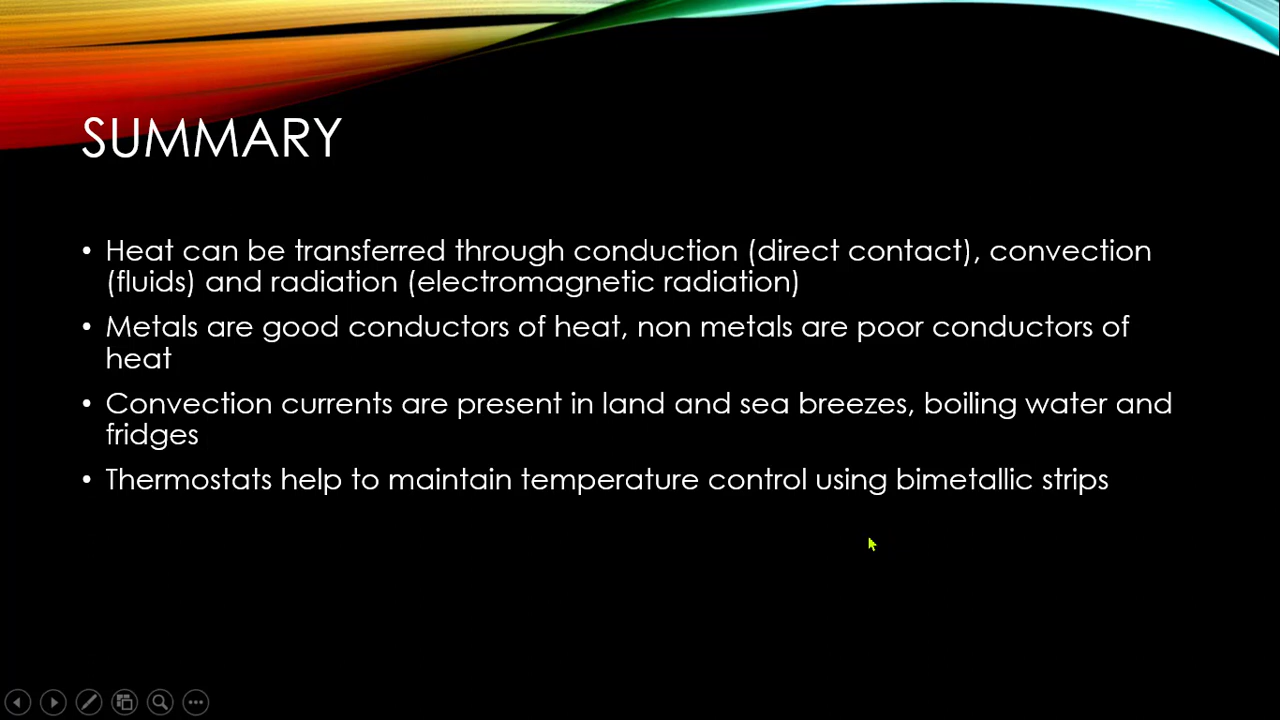 SUMMARY
• Heat can be transferred through conduction (direct contact), convection
(fluids) and radiation (electromagnetic radiation)
• Metals are good conductors of heat, non metals are poor conductors of
heat
• Convection currents are present in land and sea breezes, boiling water and
fridges
• Thermostats help to maintain temperature control using bimetallic strips